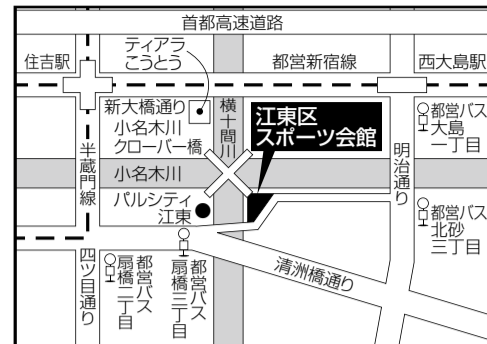 首都高速道路
住吉駅
ティアラ
こうとう
都営新宿線
西大島駅
新大橋通り
小名木川
クローバー橋
横十間川
江東区
スポーツ会館
都営バス
大島
一丁目
半蔵門線
小名木川
明治通り
パルシティ
江東
都営バス
北砂
三丁目
清洲橋通り
四ツ目通り
都営バス
扇橋二丁目
都営バス
扇橋三丁目